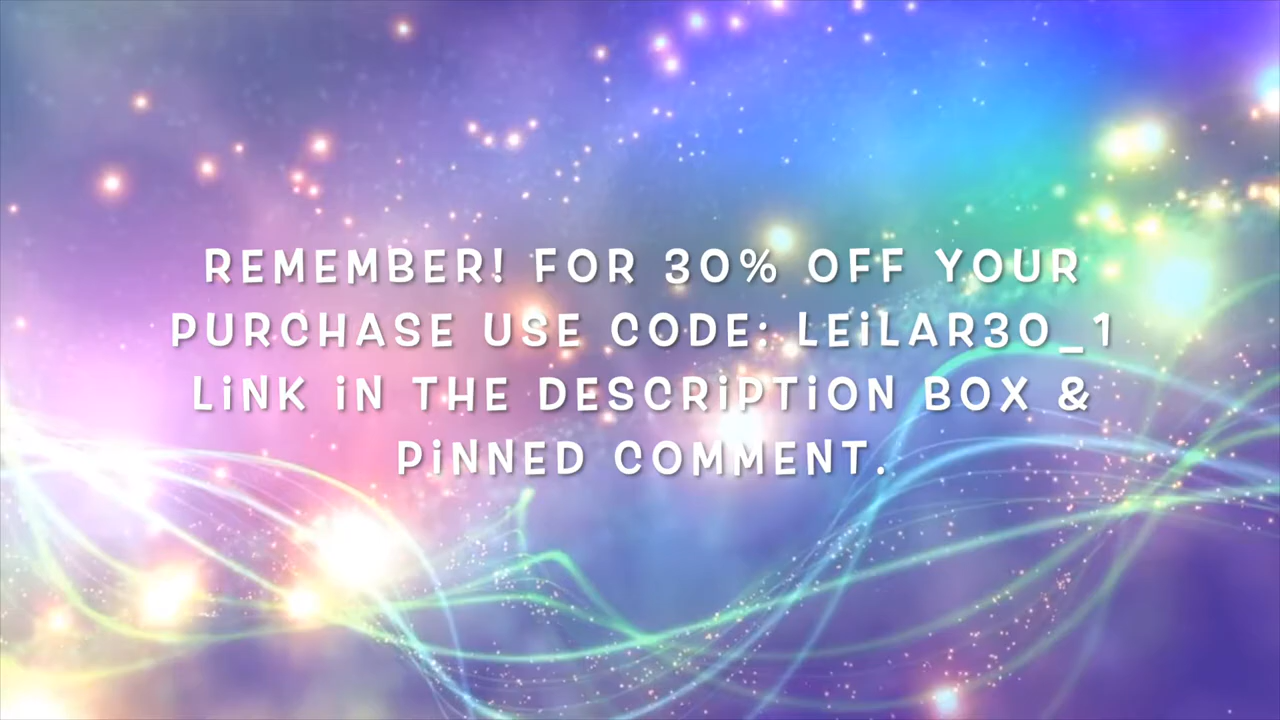 REMEMBER! FOR 30% OFF YOUR
PURCHASE USE CODE: LEiLAR30_1
LiNK iN THE DESCRiPTiON BOX &
PiNNED COMMENT.